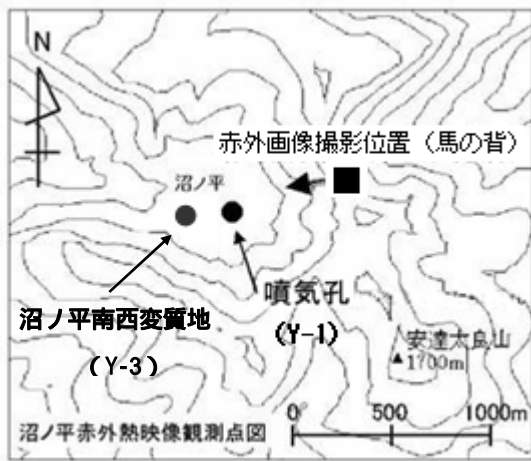 N
赤外画像撮影位置（馬の背）
沼ノ平
噴気孔
(Y-1)
沼ノ平南西変質地
（Y-3）
安達太良山
1700m
0 500 1000m
沼ノ平赤外熱映像観測点図